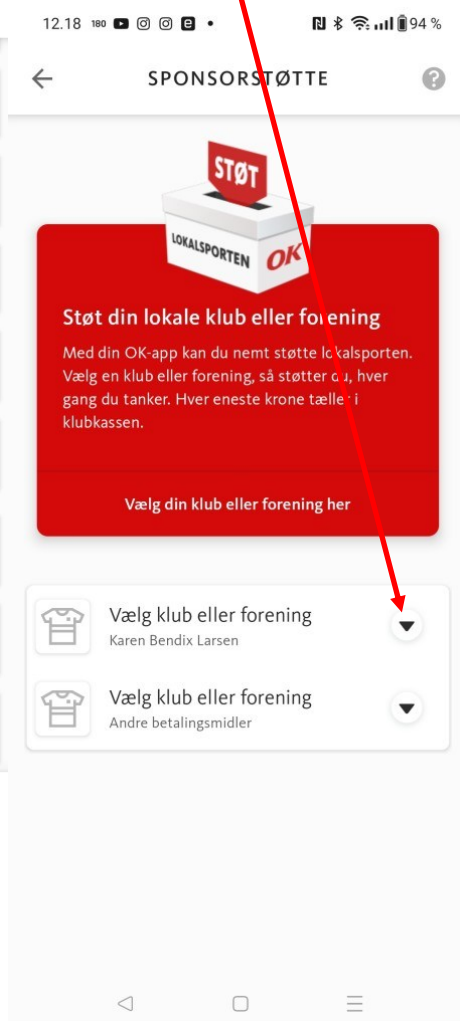 12.18 180 94 %
SPONSORSTØTTE
?
STØT
LOKALSPORTEN OK
Støt din lokale klub eller forening
Med din OK-app kan du nemt støtte lokalsporten.
Vælg en klub eller forening, så støtter du, hver
gang du tanker. Hver eneste krone tæller i
klubkassen.
Vælg din klub eller forening her
Vælg klub eller forening
Karen Bendix Larsen
Vælg klub eller forening
Andre betalingsmidler